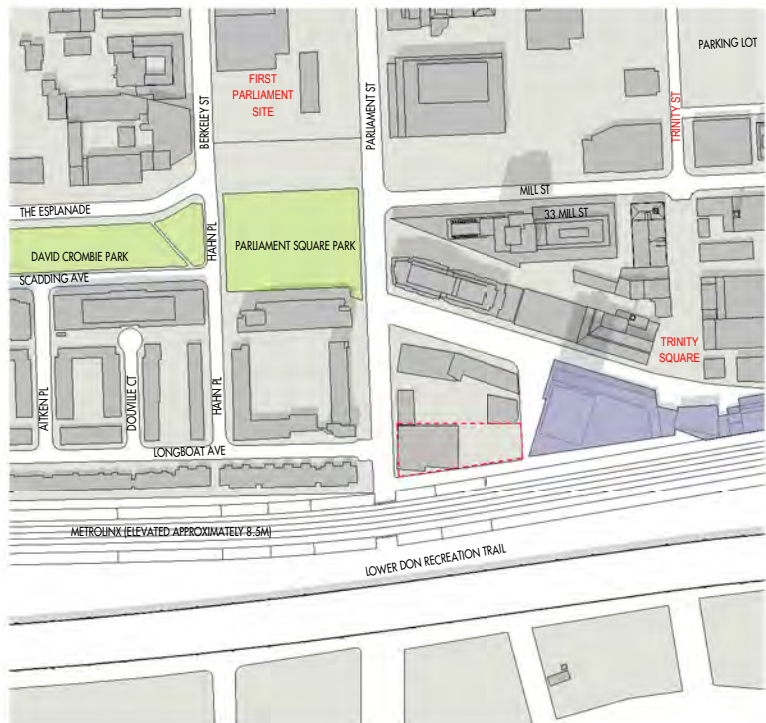 PARKING LOT
FIRST
PARLIAMENT
SITE
BERKELEY ST
PARLIAMENT ST
TRINITY ST
MILL ST
THE ESPLANADE
33 MILL ST
HAHN PL
DAVID CROMBIE PARK
PARLIAMENT SQUARE PARK
SCADDING AVE
TRINITY
SQUARE
AITKEN PL
DOUVILLE CT
HAHN PL
LONGBOAT AVE
METROLINX (ELEVATED APPROXIMATELY 8.5M)
LOWER DON RECREATION TRAIL